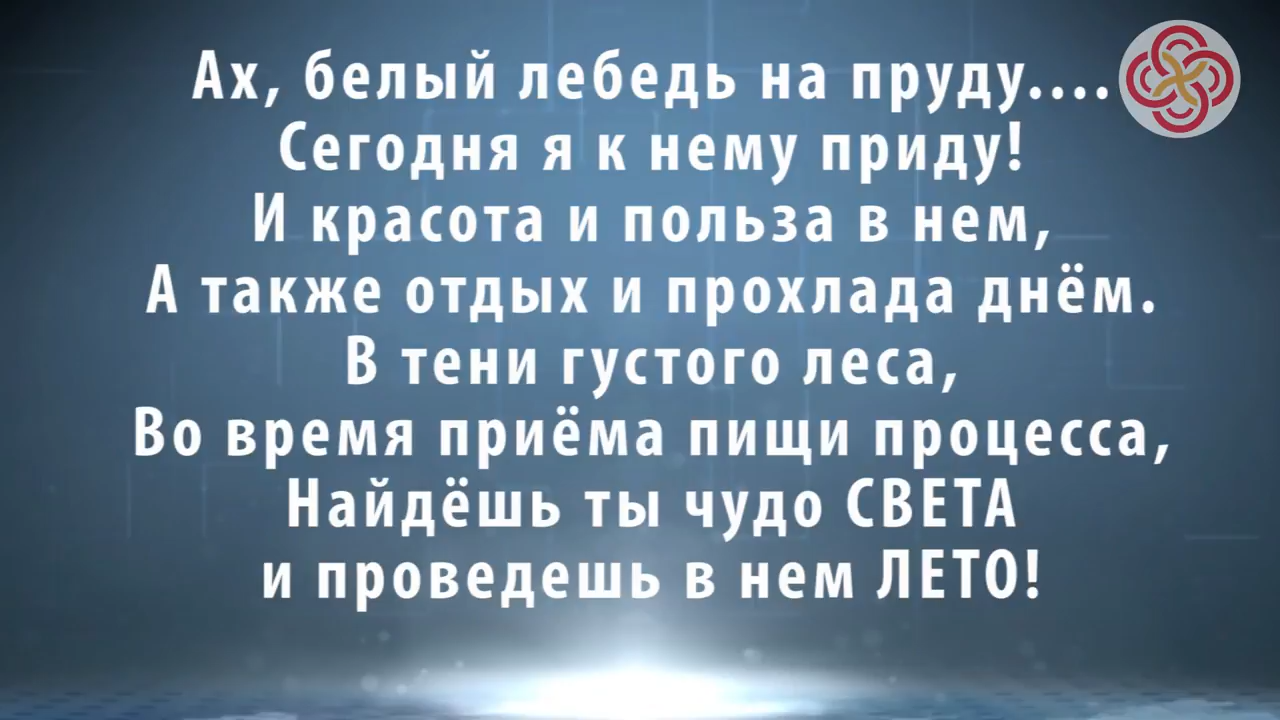 Ах, белый лебедь на пруду....
Сегодня я к нему приду!
И красота и польза в нем,
А также отдых и прохлада днём.
В тени густого леса,
Во время приёма пищи процесса,
Найдёшь ты чудо СВЕТА
и проведешь в нем ЛЕТО!